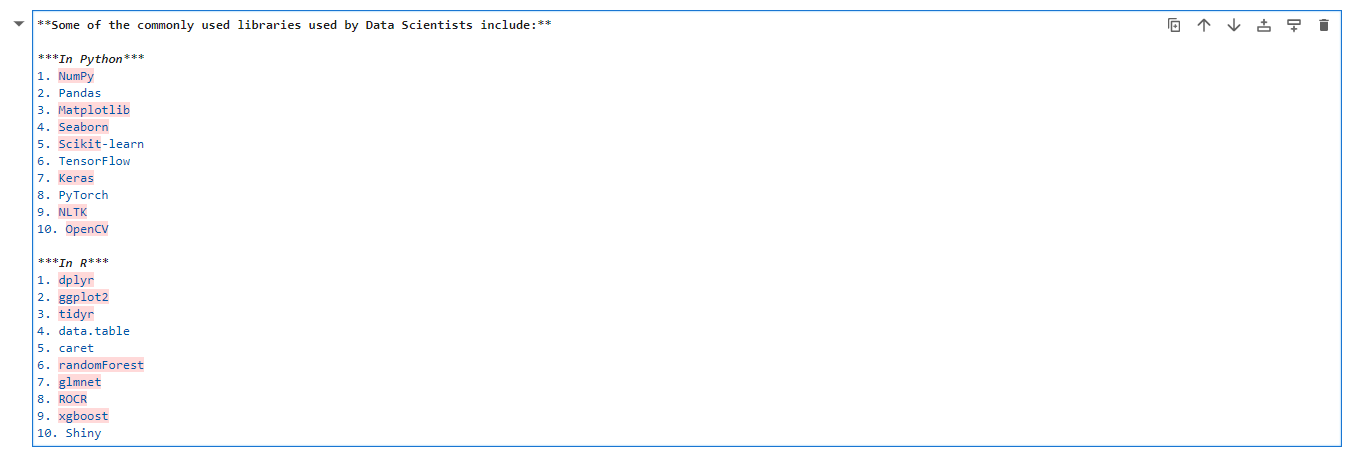 **Some of the commonly used libraries used by Data Scientists include:**
***In Python***
1. NumPy
2. Pandas
3. Matplotlib
4. Seaborn
5. Scikit-learn
6. TensorFlow
7. Keras
8. PyTorch
9. NLTK
10. OpenCV
***In R***
1. dplyr
2. ggplot2
3. tidyr
4. data.table
5. caret
6. randomForest
7. glmnet
8. ROCR
9. xgboost
10. Shiny